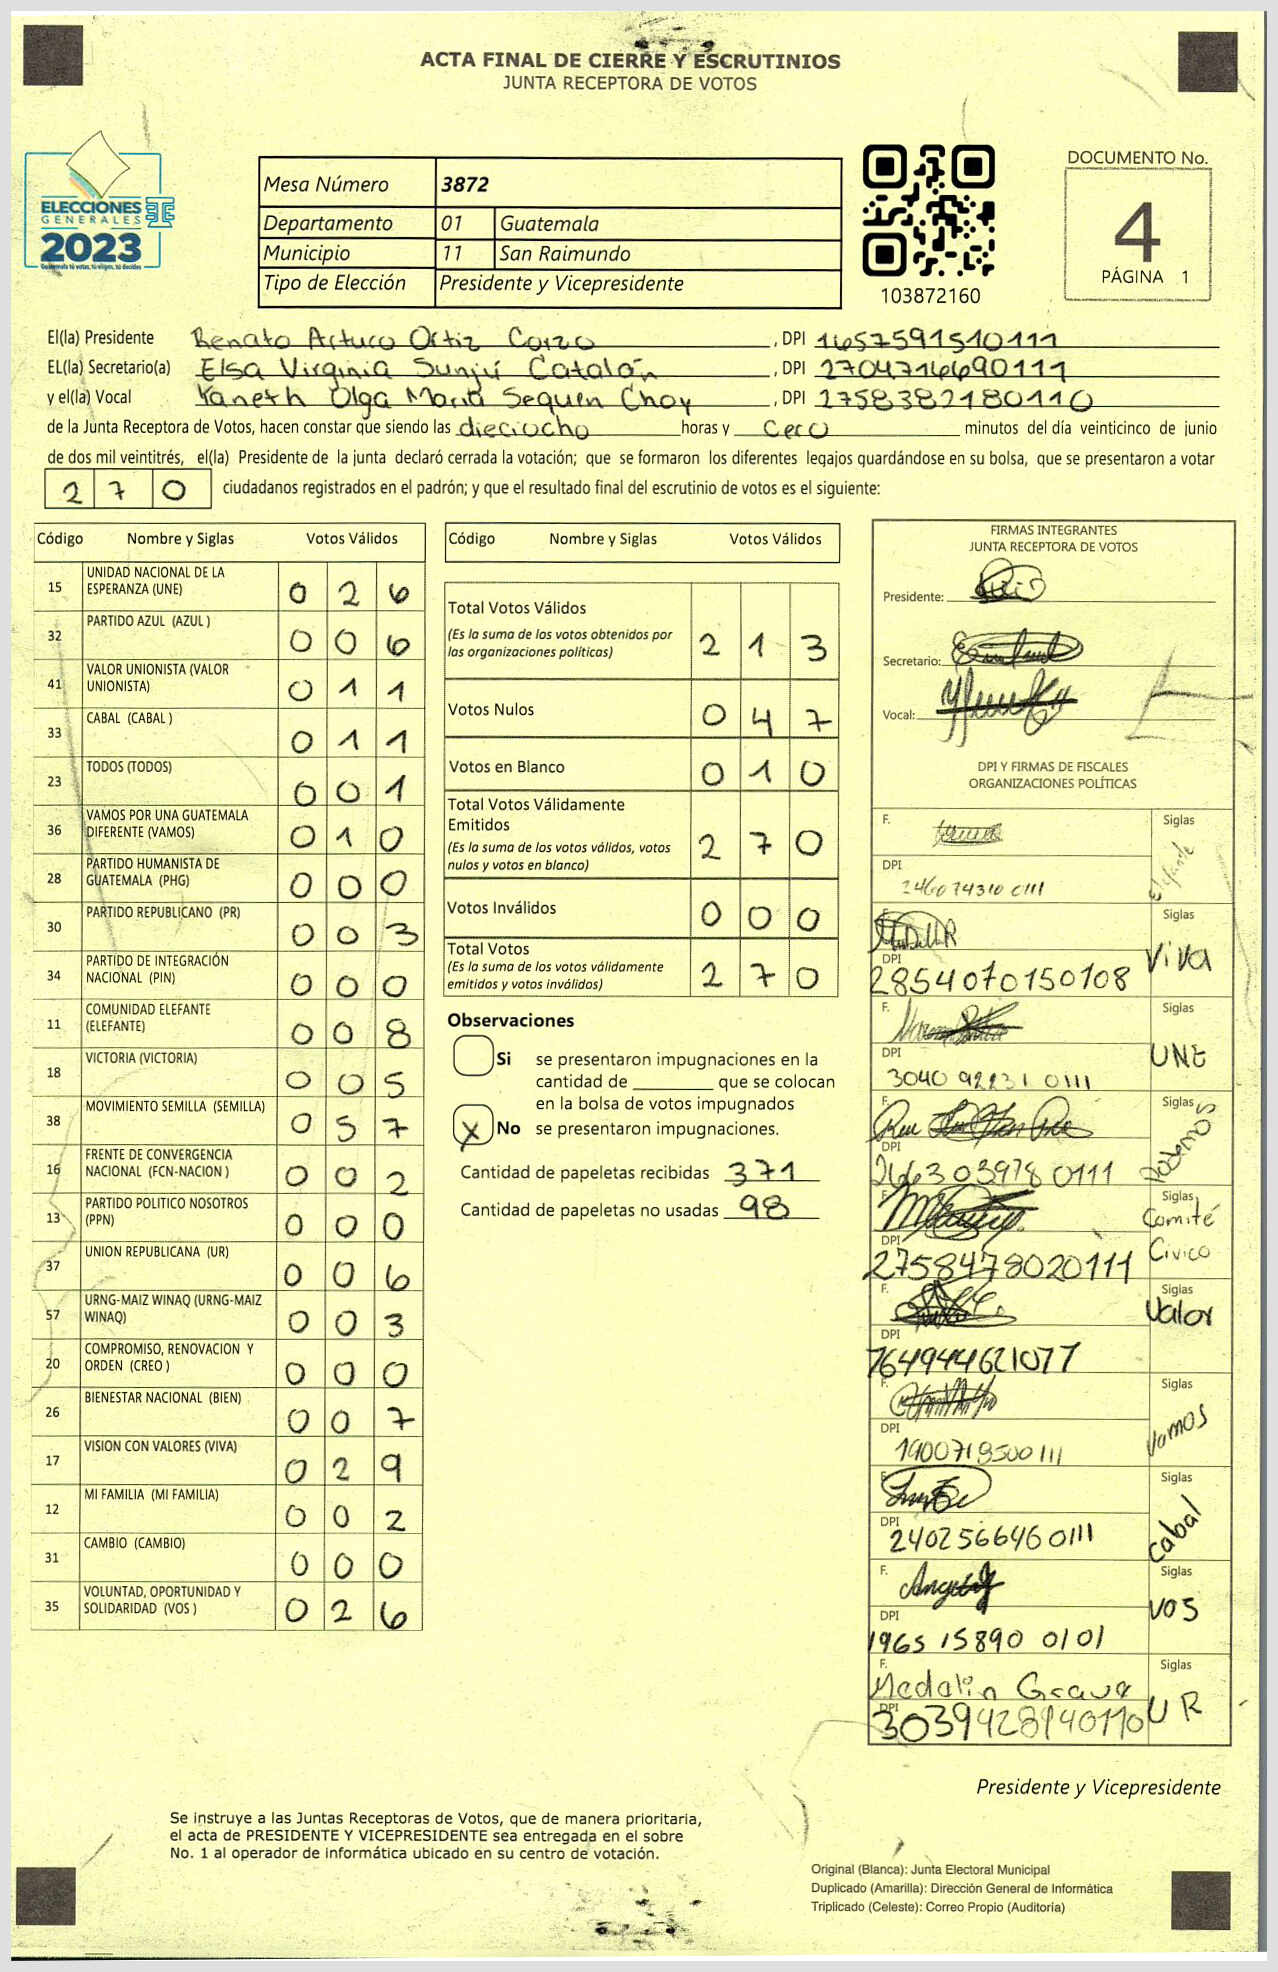 ACTA FINAL DE CIERRE Y ESCRUTINIOS
JUNTA RECEPTORA DE VOTOS
ELECCIONES
GENERALES
2023
Guatemala tú votas, tú eliges, tú decides
Mesa Número 3872
Departamento 01 Guatemala
Municipio 11 San Raimundo
Tipo de Elección Presidente y Vicepresidente
103872160
DOCUMENTO No.
4
PÁGINA 1
El(la) Presidente Renato Arturo Ortiz Corzo , DPI 1657591510111
EL(la) Secretario(a) Elsa Virginia Sunjú Catalán , DPI 2704716690111
y el(la) Vocal Yaneth Olga María Sequen Choy , DPI 2758382180110
de la Junta Receptora de Votos, hacen constar que siendo las dieciocho horas y cero minutos del día veinticinco de junio
de dos mil veintitrés, el(la) Presidente de la junta declaró cerrada la votación; que se formaron los diferentes legajos guardándose en su bolsa, que se presentaron a votar
270 ciudadanos registrados en el padrón; y que el resultado final del escrutinio de votos es el siguiente:
Código Nombre y Siglas Votos Válidos
15 UNIDAD NACIONAL DE LA ESPERANZA (UNE) 0 2 6
32 PARTIDO AZUL (AZUL ) 0 0 6
41 VALOR UNIONISTA (VALOR UNIONISTA) 0 1 1
33 CABAL (CABAL ) 0 1 1
23 TODOS (TODOS) 0 0 1
36 VAMOS POR UNA GUATEMALA DIFERENTE (VAMOS) 0 1 0
28 PARTIDO HUMANISTA DE GUATEMALA (PHG) 0 0 0
30 PARTIDO REPUBLICANO (PR) 0 0 3
34 PARTIDO DE INTEGRACIÓN NACIONAL (PIN) 0 0 0
11 COMUNIDAD ELEFANTE (ELEFANTE) 0 0 8
18 VICTORIA (VICTORIA) 0 0 5
38 MOVIMIENTO SEMILLA (SEMILLA) 0 5 7
16 FRENTE DE CONVERGENCIA NACIONAL (FCN-NACION ) 0 0 2
13 PARTIDO POLITICO NOSOTROS (PPN) 0 0 0
37 UNION REPUBLICANA (UR) 0 0 6
57 URNG-MAIZ WINAQ (URNG-MAIZ WINAQ) 0 0 3
20 COMPROMISO, RENOVACION Y ORDEN (CREO ) 0 0 0
26 BIENESTAR NACIONAL (BIEN) 0 0 7
17 VISION CON VALORES (VIVA) 0 2 9
12 MI FAMILIA (MI FAMILIA) 0 0 2
31 CAMBIO (CAMBIO) 0 0 0
35 VOLUNTAD, OPORTUNIDAD Y SOLIDARIDAD (VOS ) 0 2 6
Código Nombre y Siglas Votos Válidos
Total Votos Válidos 2 1 3
(Es la suma de los votos obtenidos por
las organizaciones políticas)
Votos Nulos 0 4 7
Votos en Blanco 0 1 0
Total Votos Válidamente
Emitidos 2 7 0
(Es la suma de los votos válidos, votos
nulos y votos en blanco)
Votos Inválidos 0 0 0
Total Votos 2 7 0
(Es la suma de los votos válidamente
emitidos y votos inválidos)
Observaciones
Si se presentaron impugnaciones en la
cantidad de ________ que se colocan
en la bolsa de votos impugnados
X No se presentaron impugnaciones.
Cantidad de papeletas recibidas 371
Cantidad de papeletas no usadas 98
FIRMAS INTEGRANTES
JUNTA RECEPTORA DE VOTOS
Presidente:
Secretario:
Vocal:
DPI Y FIRMAS DE FISCALES
ORGANIZACIONES POLÍTICAS
F. Siglas Elefante
DPI 2460 74310 0111
F. Siglas Viva
DPI 2854070150108
F. Siglas UNE
DPI 3040 92231 0111
F. Siglas Podemos
DPI 2663 03978 0111
F. Siglas Comité Cívico
DPI 2758478020111
F. Siglas Valor
DPI 764944621077
F. Siglas Vamos
DPI 1900718500111
F. Siglas Cabal
DPI 2402566460111
F. Siglas VOS
DPI 1965 15890 0101
F. Siglas UR
DPI 3039428940110
Presidente y Vicepresidente
Se instruye a las Juntas Receptoras de Votos, que de manera prioritaria,
el acta de PRESIDENTE Y VICEPRESIDENTE sea entregada en el sobre
No. 1 al operador de informática ubicado en su centro de votación.
Original (Blanca): Junta Electoral Municipal
Duplicado (Amarilla): Dirección General de Informática
Triplicado (Celeste): Correo Propio (Auditoría)